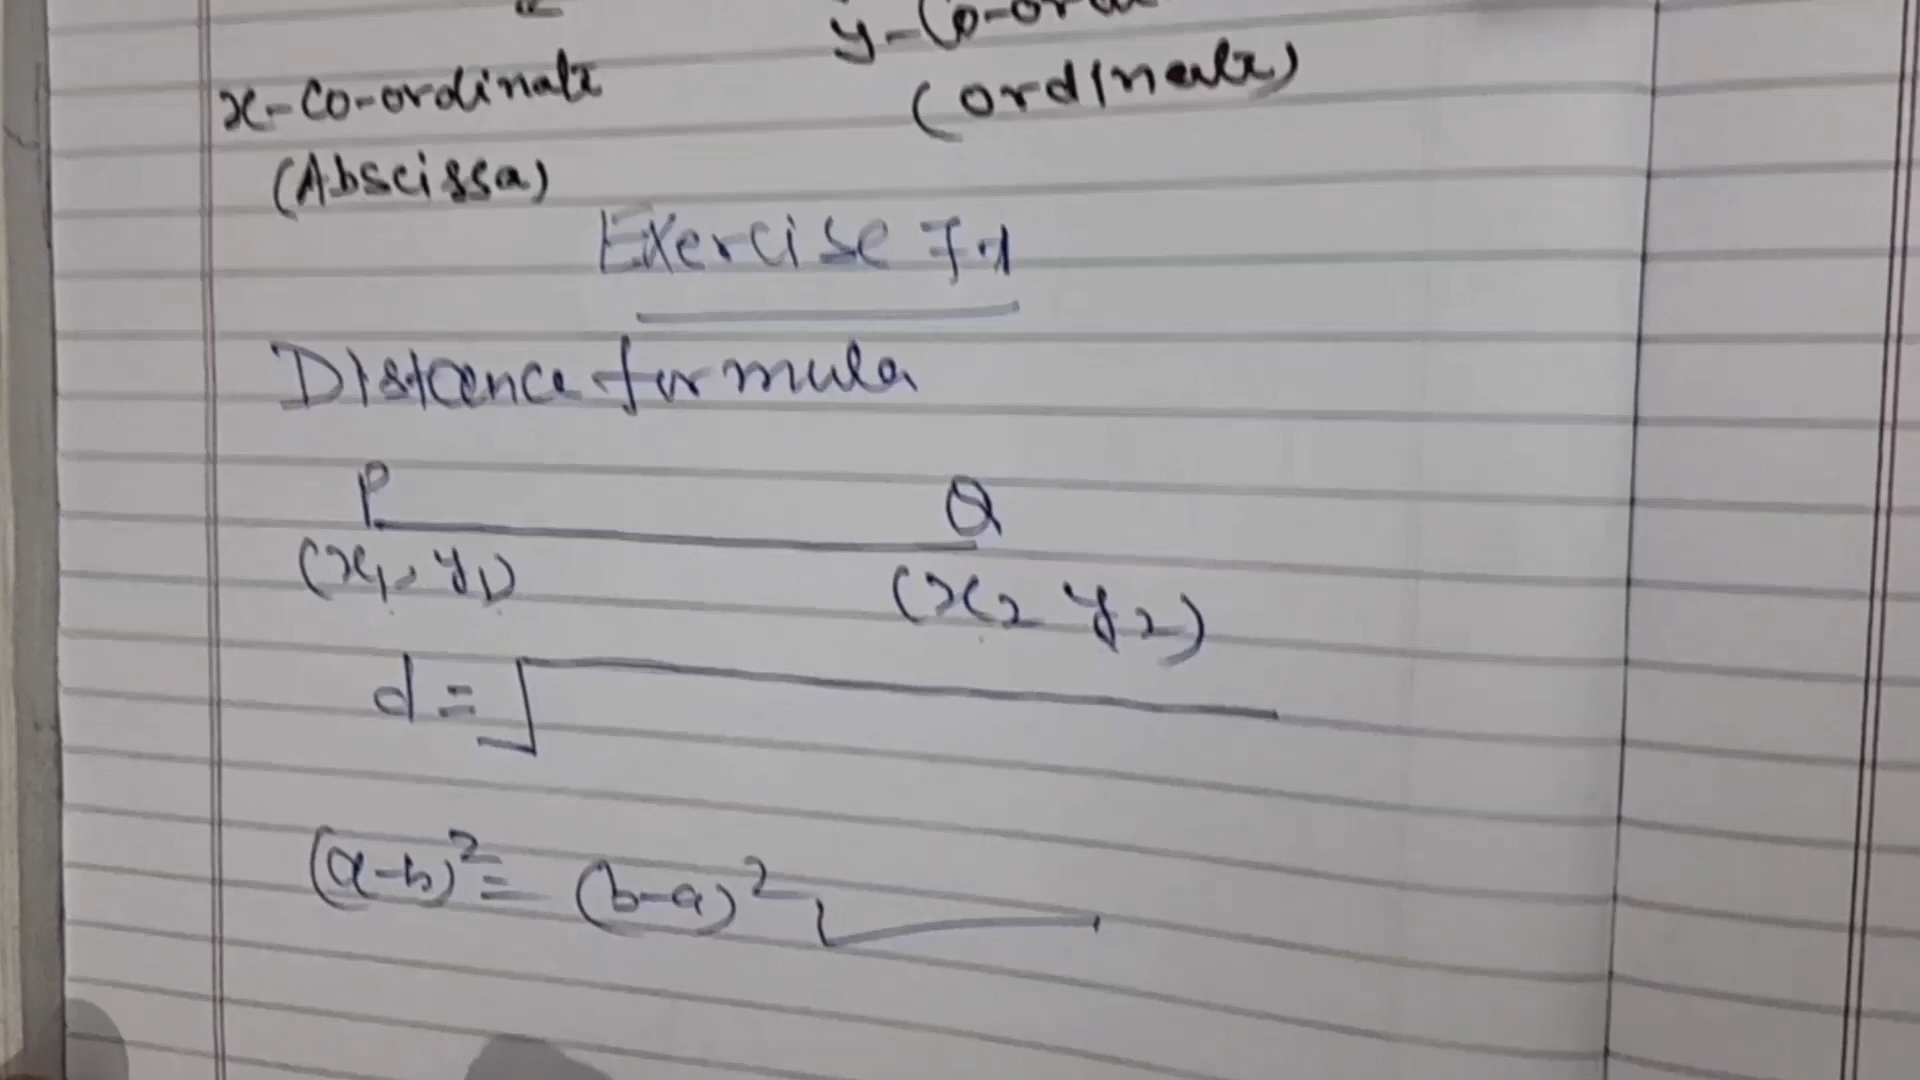 x-co-ordinate
(Abscissa)
(ordinate)
Exercise 7.1
Distance formula
P Q
(x₁, y₁) (x₂ y₂)
d = √
(a-b)² = (b-a)²